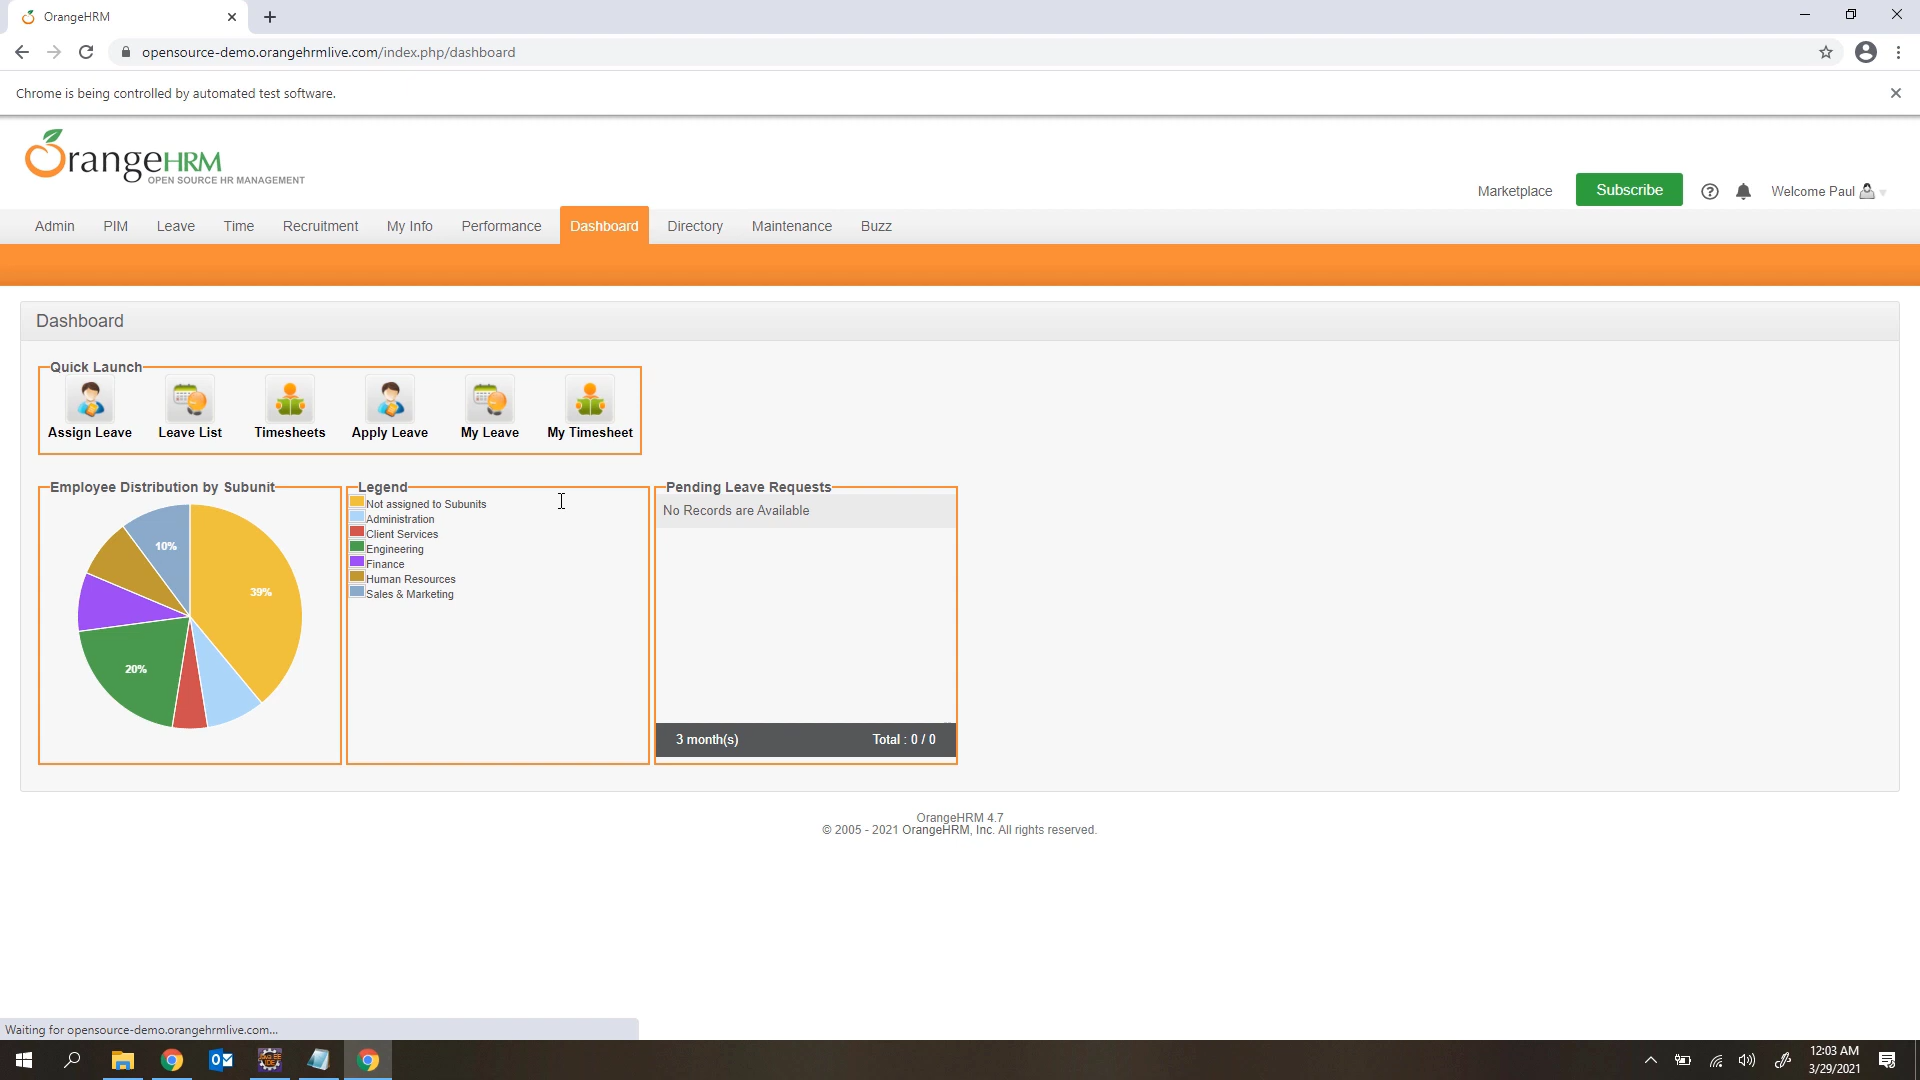 OrangeHRM
opensource-demo.orangehrmlive.com/index.php/dashboard
Chrome is being controlled by automated test software.
OrangeHRM
OPEN SOURCE HR MANAGEMENT
Marketplace
Subscribe
Welcome Paul
Admin PIM Leave Time Recruitment My Info Performance Dashboard Directory Maintenance Buzz
Dashboard
Quick Launch
Assign Leave Leave List Timesheets Apply Leave My Leave My Timesheet
Employee Distribution by Subunit
39%
20%
10%
Legend
Not assigned to Subunits
Administration
Client Services
Engineering
Finance
Human Resources
Sales & Marketing
Pending Leave Requests
No Records are Available
3 month(s) Total : 0 / 0
OrangeHRM 4.7
© 2005 - 2021 OrangeHRM, Inc. All rights reserved.
Waiting for opensource-demo.orangehrmlive.com...
12:03 AM
3/29/2021